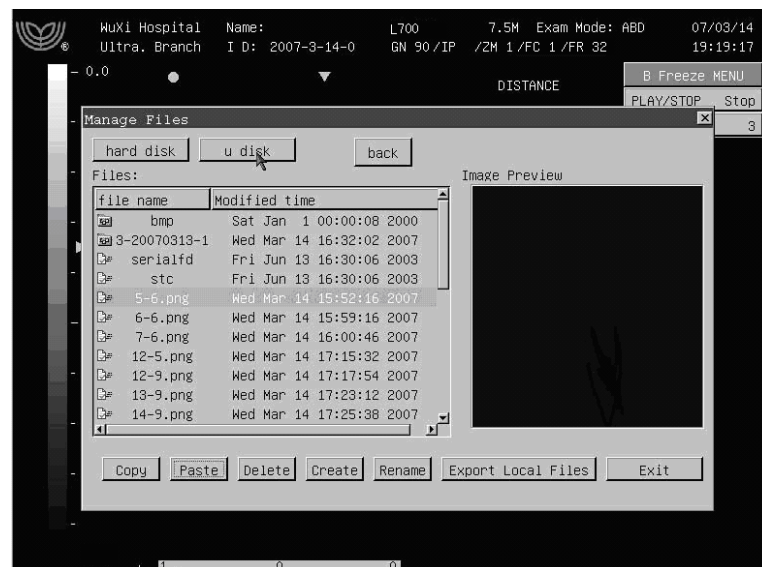 WuXi Hospital Name: L700 7.5M Exam Mode: ABD 07/03/14
Ultra. Branch I D: 2007-3-14-0 GN 90/IP /ZM 1/FC 1/FR 32 19:19:17
0.0
DISTANCE
B Freeze MENU
PLAY/STOP Stop
3
Manage Files
hard disk u disk back
Files: Image Preview
file name Modified time
bmp Sat Jan 1 00:00:08 2000
3-20070313-1 Wed Mar 14 16:32:02 2007
serialfd Fri Jun 13 16:30:06 2003
stc Fri Jun 13 16:30:06 2003
5-6.png Wed Mar 14 15:52:16 2007
6-6.png Wed Mar 14 15:59:16 2007
7-6.png Wed Mar 14 16:00:46 2007
12-5.png Wed Mar 14 17:15:32 2007
12-9.png Wed Mar 14 17:17:54 2007
13-9.png Wed Mar 14 17:23:12 2007
14-9.png Wed Mar 14 17:25:38 2007
Copy Paste Delete Create Rename Export Local Files Exit